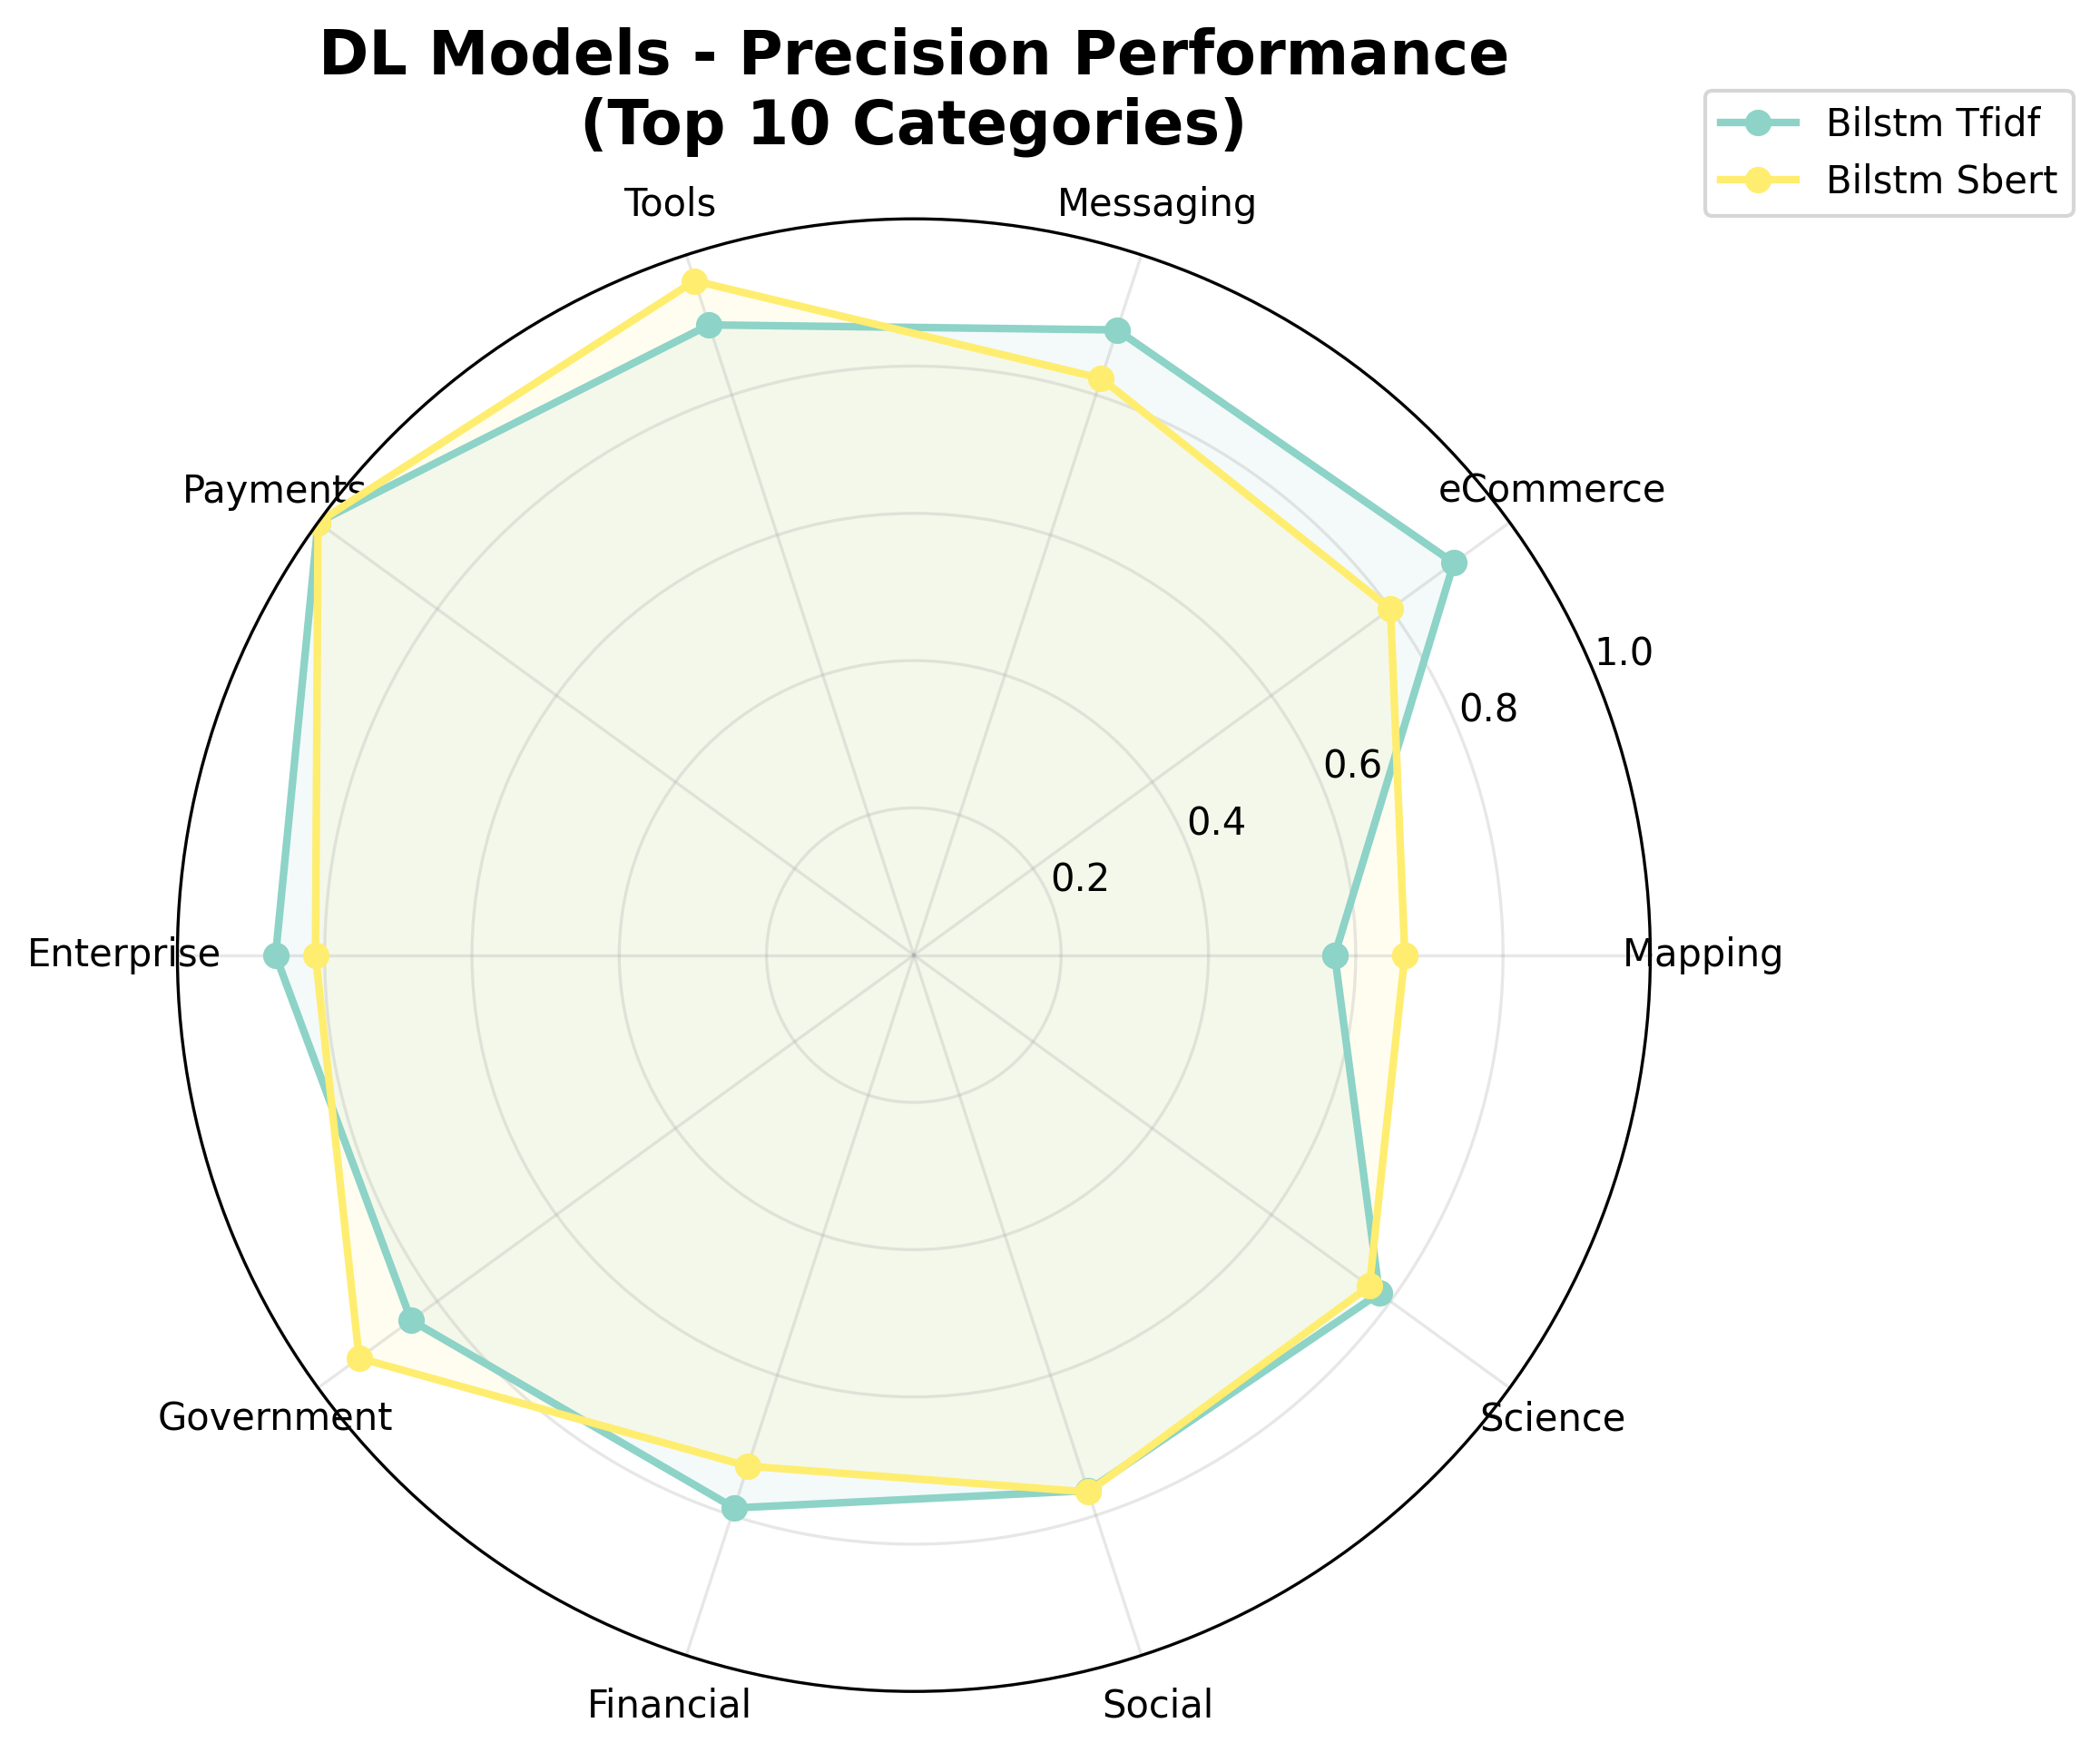 DL Models - Precision Performance
(Top 10 Categories)
Bilstm Tfidf
Bilstm Sbert
Tools
Messaging
Payments
eCommerce
1.0
0.8
0.6
0.4
0.2
Enterprise
Mapping
Government
Science
Financial
Social